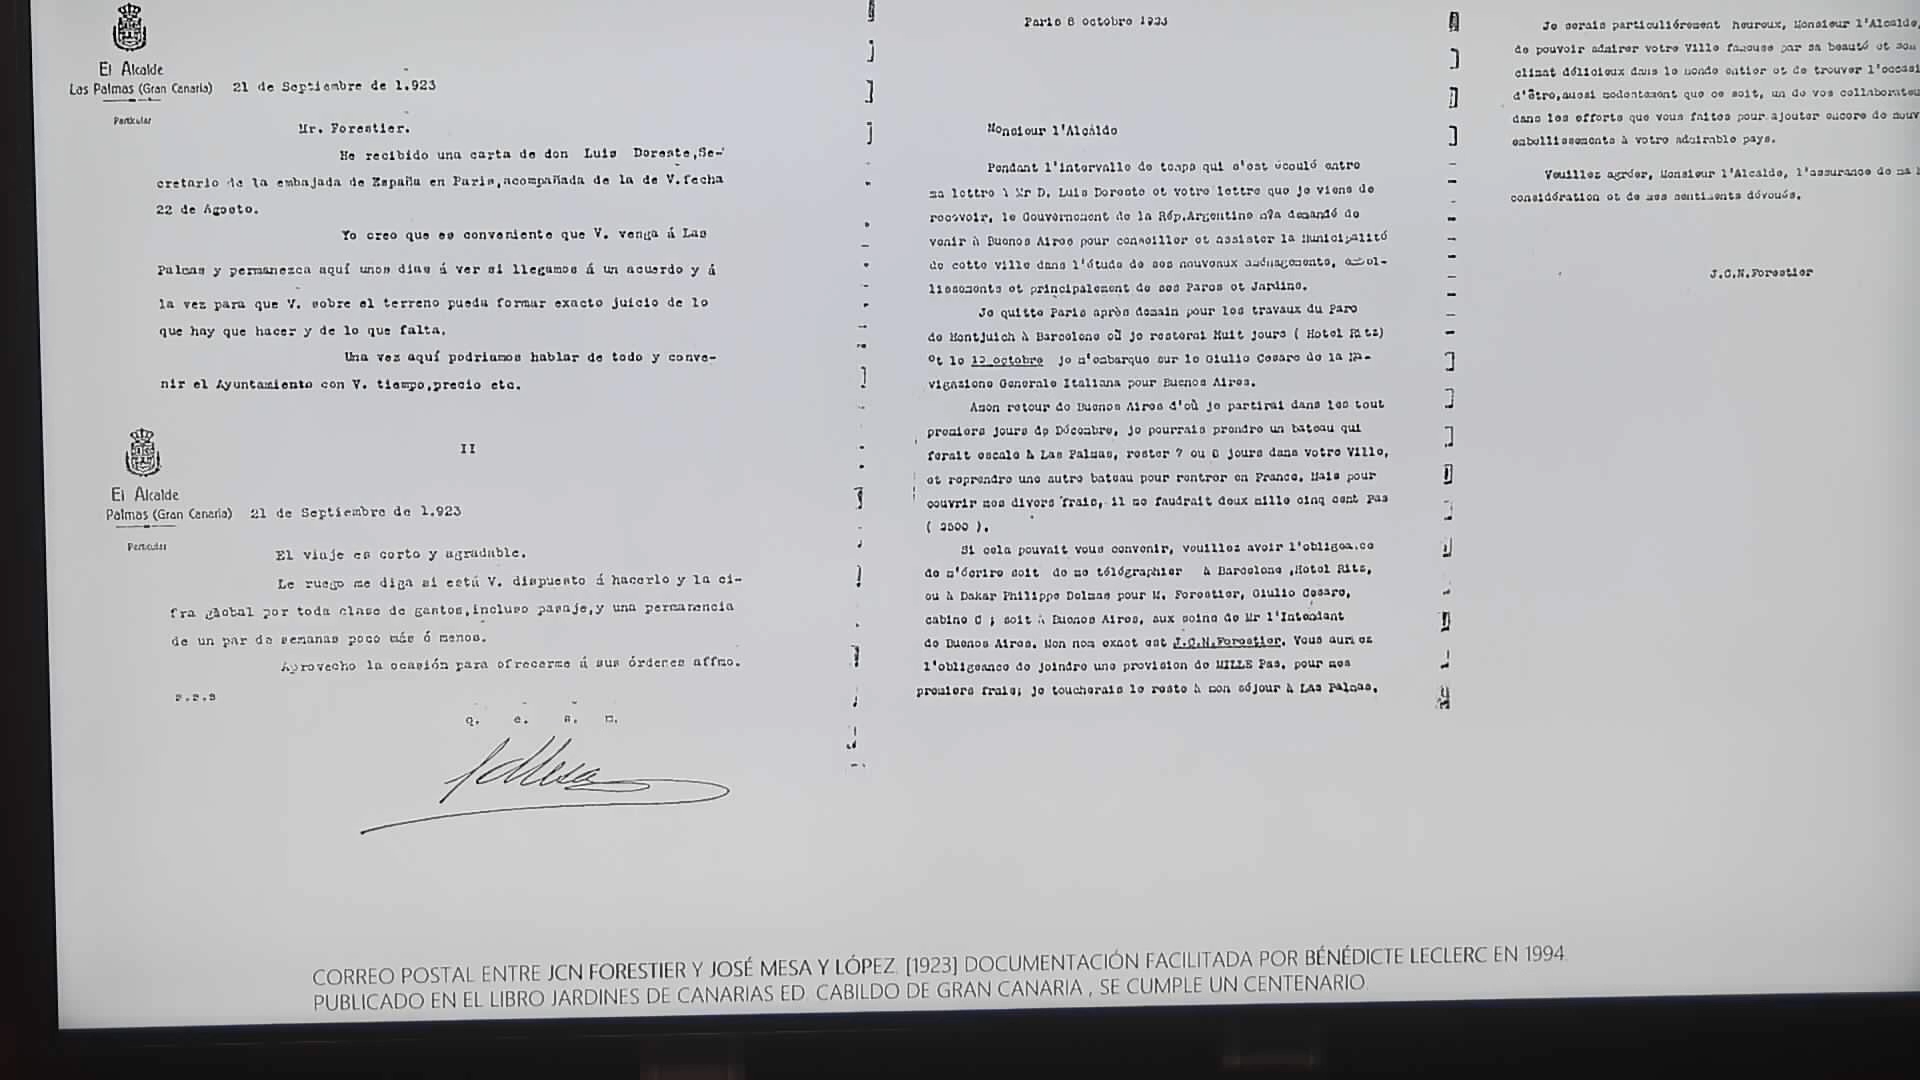 El Alcalde
Las Palmas (Gran Canaria)
21 de Septiembre de 1.923
Particular
Mr. Forestier.
He recibido una carta de don Luis Doreste,Se-
cretario de la embajada de España en Paris,acompañada de la de V.fecha
22 de Agosto.
Yo creo que es conveniente que V. venga á Las
Palmas y permanezca aquí unos dias á ver si llegamos á un acuerdo y á
la vez para que V. sobre el terreno pueda formar exacto juicio de lo
que hay que hacer y de lo que falta.
Una vez aquí podriamos hablar de todo y conve-
nir el Ayuntamiento con V. tiempo,precio etc.
II
El Alcalde
Palmas (Gran Canaria)
21 de Septiembre de 1.923
Particular
El viaje es corto y agradable.
Le ruego me diga si está V. dispuesto á hacerlo y la ci-
fra global por toda clase de gastos,incluso pasaje,y una permanencia
de un par de semanas poco más ó menos.
Aprovecho la ocasión para ofrecerme á sus órdenes affmo.
s.s.s
q. e. s. m.
JMesa
Paris 8 octobre 1923
Monsieur l'Alcalde
Pendant l'intervalle de temps qui s'est écoulé entre
ma lettre à Mr D. Luis Doreste et votre lettre que je viens de
recevoir, le Gouvernement de la Rép.Argentine m'a demandé de
venir à Buenos Aires pour conseiller et assister la Municipalité
de cette ville dans l'étude de ses nouveaux aménagements, embel-
lissements et principalement de ses Parcs et Jardins.
Je quitte Paris après demain pour les travaux du Parc
de Montjuich à Barcelone où je resterai Huit jours ( Hotel Ritz)
et le octobre je m'embarque sur le Giulio Cesare de la Na-
vigazione Generale Italiana pour Buenos Aires.
Amon retour de Buenos Aires d'où je partirai dans les tout
premiers jours de Décembre, je pourrais prendre un bateau qui
ferait escale à Las Palmas, rester 7 ou 8 jours dans votre Ville,
et reprendre une autre bateau pour rentrer en France. Mais pour
couvrir mes divers frais, il me faudrait deux mille cinq cent Pas
( 2500 ).
Si cela pouvait vous convenir, veuillez avoir l'obligeance
de m'écrire soit de me télégraphier à Barcelone ,Hotel Ritz,
ou à Dakar Philippe Delmas pour M. Forestier, Giulio Cesare,
cabine C ; soit à Buenos Aires, aux soins de Mr l'Intendant
de Buenos Aires. Mon nom exact est J.C.N.Forestier. Vous auriez
l'obligeance de joindre une provision de MILLE Pas. pour mes
premiers frais; je toucherais le reste à mon séjour à Las Palmas.
Je serais particulièrement heureux, Monsieur l'Alcalde,
de pouvoir admirer votre Ville fameuse par sa beauté et son
climat délicieux dans le monde entier et de trouver l'occasi
d'être,aussi modestement que ce soit, un de vos collaborateu
dans les efforts que vous faites pour ajouter encore de nouv
embellissements à votre admirable pays.
Veuillez agréer, Monsieur l'Alcalde, l'assurance de ma
considération et de mes sentiments dévoués.
J.C.N.Forestier
CORREO POSTAL ENTRE JCN FORESTIER Y JOSÉ MESA Y LÓPEZ. [1923] DOCUMENTACIÓN FACILITADA POR BÉNÉDICTE LECLERC EN 1994.
PUBLICADO EN EL LIBRO JARDINES DE CANARIAS ED. CABILDO DE GRAN CANARIA , SE CUMPLE UN CENTENARIO.